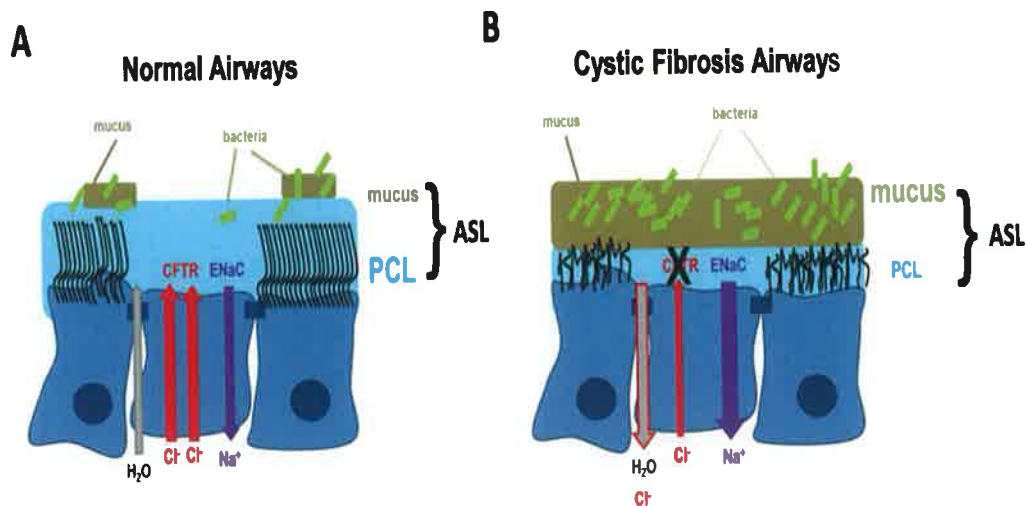 A
Normal Airways
mucus
bacteria
mucus
ASL
PCL
CFTR ENaC
H₂O
Cl- Cl-
Na⁺
B
Cystic Fibrosis Airways
mucus
bacteria
mucus
ASL
PCL
CFTR ENaC
H₂O
Cl-
Cl-
Na⁺